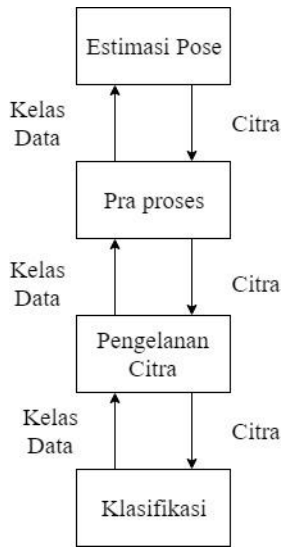 Estimasi Pose
Kelas
Data
Citra
Pra proses
Kelas
Data
Citra
Pengelanan
Citra
Kelas
Data
Citra
Klasifikasi